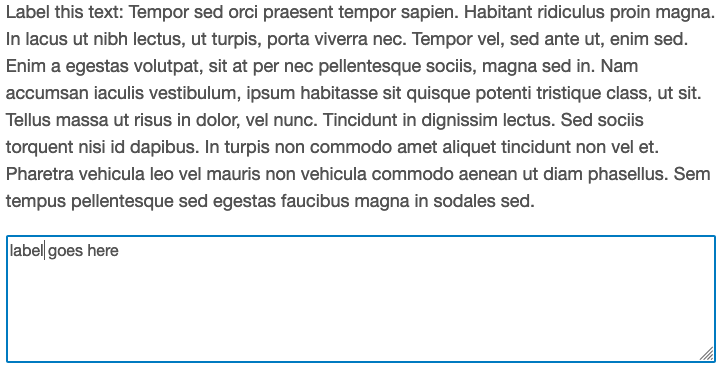 Label this text: Tempor sed orci praesent tempor sapien. Habitant ridiculus proin magna.
In lacus ut nibh lectus, ut turpis, porta viverra nec. Tempor vel, sed ante ut, enim sed.
Enim a egestas volutpat, sit at per nec pellentesque sociis, magna sed in. Nam
accumsan iaculis vestibulum, ipsum habitasse sit quisque potenti tristique class, ut sit.
Tellus massa ut risus in dolor, vel nunc. Tincidunt in dignissim lectus. Sed sociis
torquent nisi id dapibus. In turpis non commodo amet aliquet tincidunt non vel et.
Pharetra vehicula leo vel mauris non vehicula commodo aenean ut diam phasellus. Sem
tempus pellentesque sed egestas faucibus magna in sodales sed.
label goes here